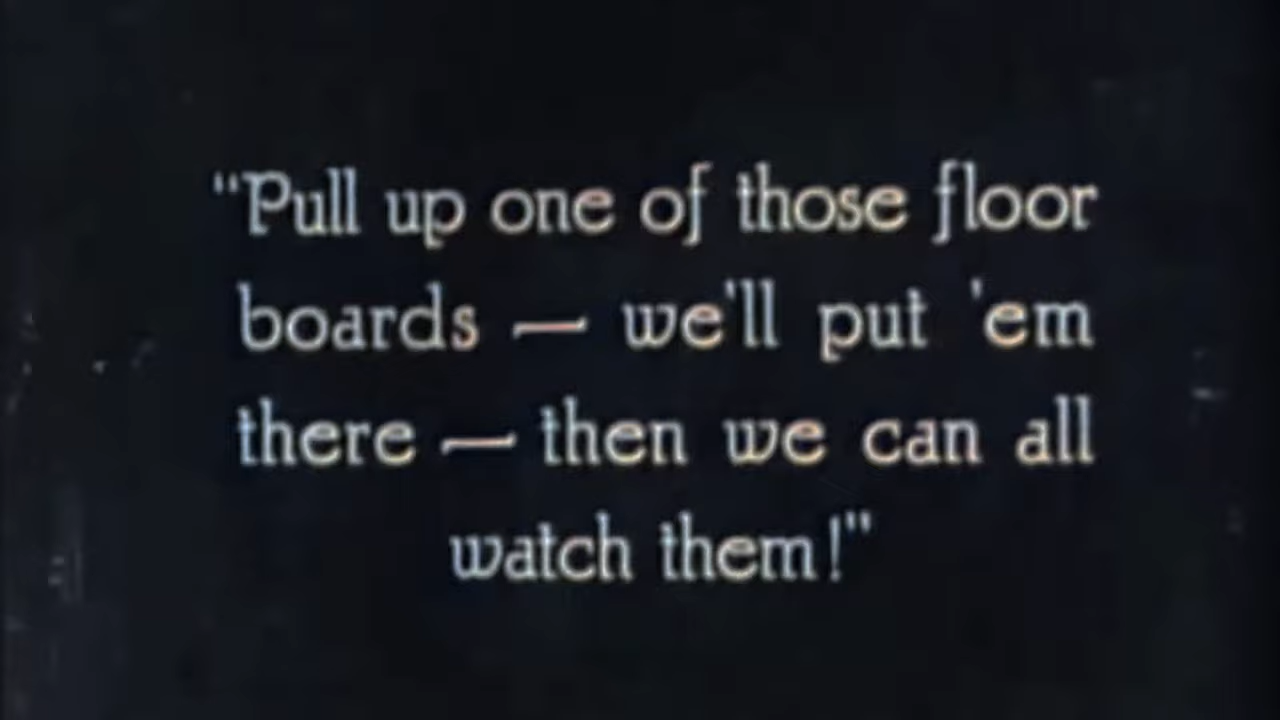 "Pull up one of those floor
boards — we'll put 'em
there — then we can all
watch them!"